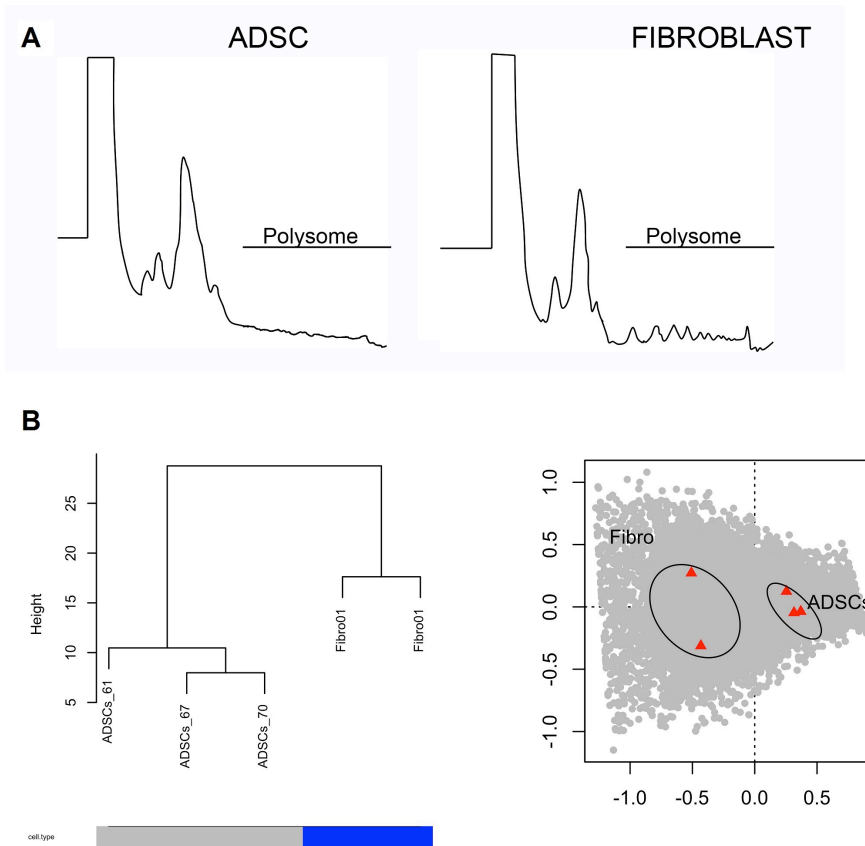 A
ADSC
FIBROBLAST
Polysome
Polysome
B
Height
25
20
15
10
5
ADSCs_61
ADSCs_67
ADSCs_70
Fibro01
Fibro01
cell.type
1.0
0.5
0.0
-0.5
-1.0
Fibro
ADSCs
-1.0 -0.5 0.0 0.5